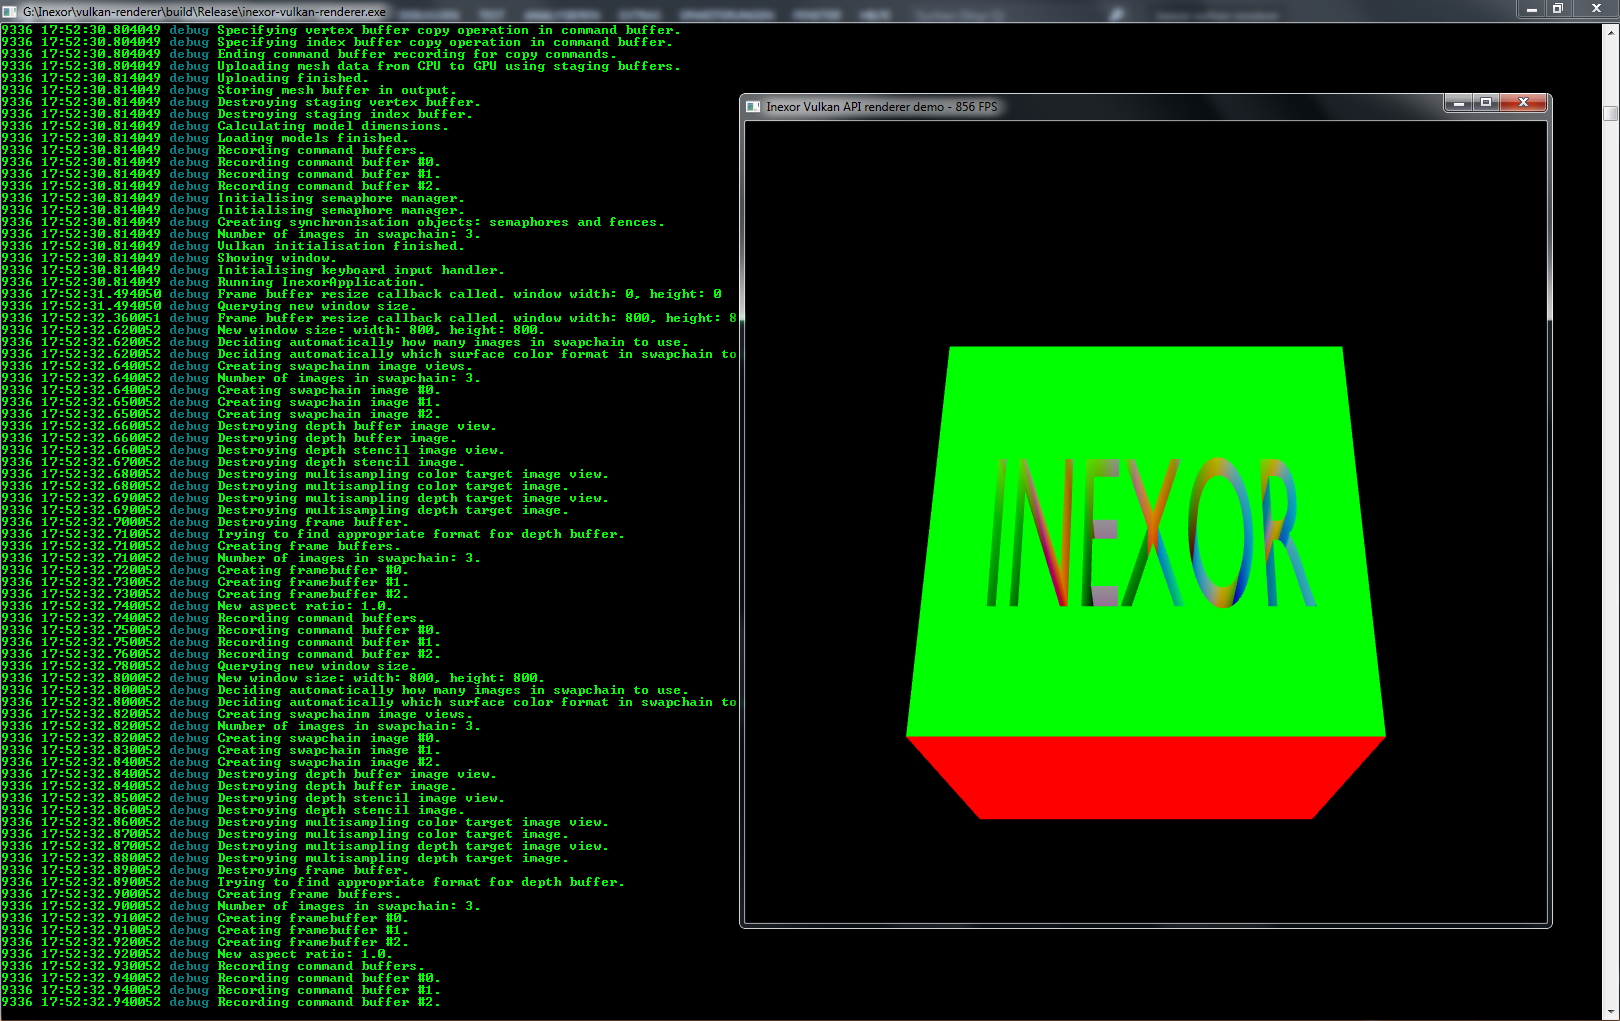 G:\Inexor\vulkan-renderer\build\Release\inexor-vulkan-renderer.exe
9336 17:52:30.804049 debug Specifying vertex buffer copy operation in command buffer.
9336 17:52:30.804049 debug Specifying index buffer copy operation in command buffer.
9336 17:52:30.804049 debug Ending command buffer recording for copy commands.
9336 17:52:30.804049 debug Uploading mesh data from CPU to GPU using staging buffers.
9336 17:52:30.814049 debug Uploading finished.
9336 17:52:30.814049 debug Storing mesh buffer in output.
9336 17:52:30.814049 debug Destroying staging vertex buffer.
9336 17:52:30.814049 debug Destroying staging index buffer.
9336 17:52:30.814049 debug Calculating model dimensions.
9336 17:52:30.814049 debug Loading models finished.
9336 17:52:30.814049 debug Recording command buffers.
9336 17:52:30.814049 debug Recording command buffer #0.
9336 17:52:30.814049 debug Recording command buffer #1.
9336 17:52:30.814049 debug Recording command buffer #2.
9336 17:52:30.814049 debug Initialising semaphore manager.
9336 17:52:30.814049 debug Initialising semaphore manager.
9336 17:52:30.814049 debug Creating synchronisation objects: semaphores and fences.
9336 17:52:30.814049 debug Number of images in swapchain: 3.
9336 17:52:30.814049 debug Vulkan initialisation finished.
9336 17:52:30.814049 debug Showing window.
9336 17:52:30.814049 debug Initialising keyboard input handler.
9336 17:52:30.814049 debug Running InexorApplication.
9336 17:52:31.494050 debug Frame buffer resize callback called. window width: 0, height: 0
9336 17:52:31.494050 debug Querying new window size.
9336 17:52:32.360051 debug Frame buffer resize callback called. window width: 800, height: 8
9336 17:52:32.620052 debug New window size: width: 800, height: 800.
9336 17:52:32.620052 debug Deciding automatically how many images in swapchain to use.
9336 17:52:32.620052 debug Deciding automatically which surface color format in swapchain to
9336 17:52:32.640052 debug Creating swapchainm image views.
9336 17:52:32.640052 debug Number of images in swapchain: 3.
9336 17:52:32.640052 debug Creating swapchain image #0.
9336 17:52:32.650052 debug Creating swapchain image #1.
9336 17:52:32.650052 debug Creating swapchain image #2.
9336 17:52:32.660052 debug Destroying depth buffer image view.
9336 17:52:32.660052 debug Destroying depth buffer image.
9336 17:52:32.660052 debug Destroying depth stencil image view.
9336 17:52:32.670052 debug Destroying depth stencil image.
9336 17:52:32.680052 debug Destroying multisampling color target image view.
9336 17:52:32.680052 debug Destroying multisampling color target image.
9336 17:52:32.690052 debug Destroying multisampling depth target image view.
9336 17:52:32.690052 debug Destroying multisampling depth target image.
9336 17:52:32.700052 debug Destroying frame buffer.
9336 17:52:32.710052 debug Trying to find appropriate format for depth buffer.
9336 17:52:32.710052 debug Creating frame buffers.
9336 17:52:32.710052 debug Number of images in swapchain: 3.
9336 17:52:32.720052 debug Creating framebuffer #0.
9336 17:52:32.730052 debug Creating framebuffer #1.
9336 17:52:32.730052 debug Creating framebuffer #2.
9336 17:52:32.740052 debug New aspect ratio: 1.0.
9336 17:52:32.740052 debug Recording command buffers.
9336 17:52:32.750052 debug Recording command buffer #0.
9336 17:52:32.750052 debug Recording command buffer #1.
9336 17:52:32.760052 debug Recording command buffer #2.
9336 17:52:32.780052 debug Querying new window size.
9336 17:52:32.800052 debug New window size: width: 800, height: 800.
9336 17:52:32.800052 debug Deciding automatically how many images in swapchain to use.
9336 17:52:32.800052 debug Deciding automatically which surface color format in swapchain to
9336 17:52:32.820052 debug Creating swapchainm image views.
9336 17:52:32.820052 debug Number of images in swapchain: 3.
9336 17:52:32.820052 debug Creating swapchain image #0.
9336 17:52:32.830052 debug Creating swapchain image #1.
9336 17:52:32.840052 debug Creating swapchain image #2.
9336 17:52:32.840052 debug Destroying depth buffer image view.
9336 17:52:32.840052 debug Destroying depth buffer image.
9336 17:52:32.850052 debug Destroying depth stencil image view.
9336 17:52:32.860052 debug Destroying depth stencil image.
9336 17:52:32.860052 debug Destroying multisampling color target image view.
9336 17:52:32.870052 debug Destroying multisampling color target image.
9336 17:52:32.870052 debug Destroying multisampling depth target image view.
9336 17:52:32.880052 debug Destroying multisampling depth target image.
9336 17:52:32.890052 debug Destroying frame buffer.
9336 17:52:32.890052 debug Trying to find appropriate format for depth buffer.
9336 17:52:32.900052 debug Creating frame buffers.
9336 17:52:32.900052 debug Number of images in swapchain: 3.
9336 17:52:32.910052 debug Creating framebuffer #0.
9336 17:52:32.910052 debug Creating framebuffer #1.
9336 17:52:32.920052 debug Creating framebuffer #2.
9336 17:52:32.920052 debug New aspect ratio: 1.0.
9336 17:52:32.930052 debug Recording command buffers.
9336 17:52:32.940052 debug Recording command buffer #0.
9336 17:52:32.940052 debug Recording command buffer #1.
9336 17:52:32.940052 debug Recording command buffer #2.
Inexor Vulkan API renderer demo - 856 FPS
INEXOR